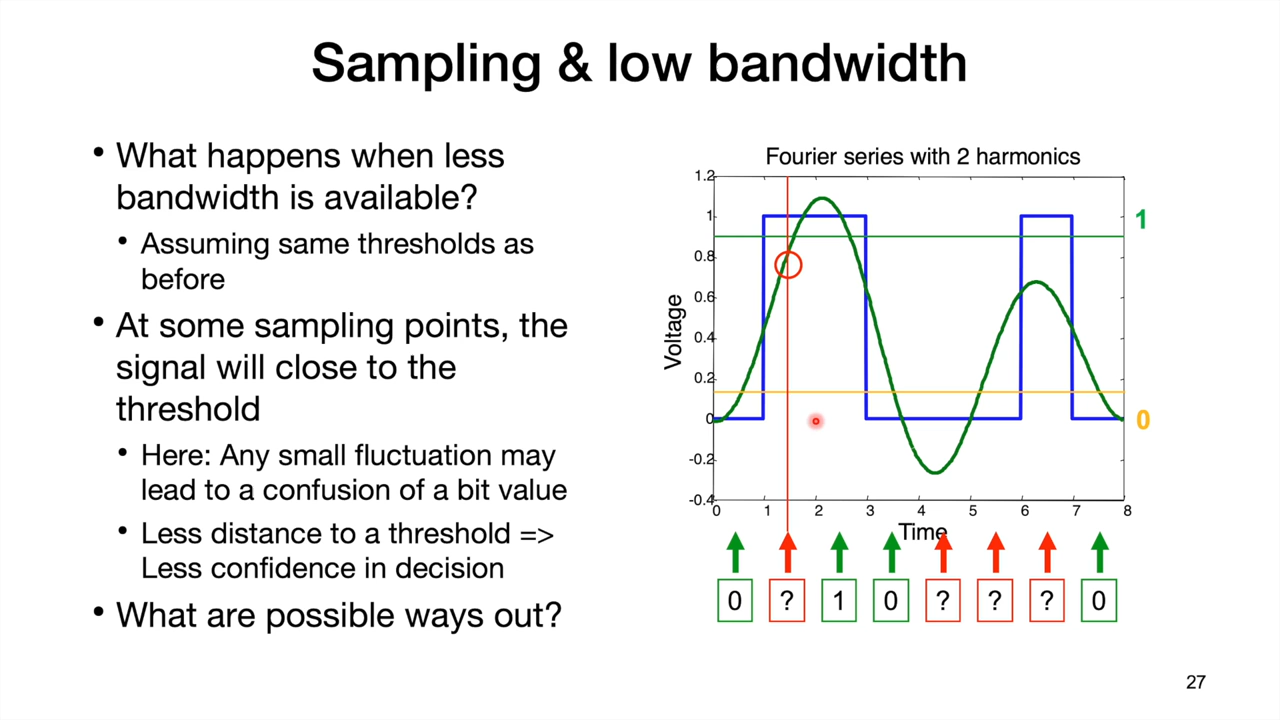 Sampling & low bandwidth
• What happens when less
bandwidth is available?
• Assuming same thresholds as
before
• At some sampling points, the
signal will close to the
threshold
• Here: Any small fluctuation may
lead to a confusion of a bit value
• Less distance to a threshold =>
Less confidence in decision
• What are possible ways out?
Fourier series with 2 harmonics
1.2
1
0.8
0.6
0.4
0.2
0
-0.2
-0.4
Voltage
1
0
0 1 2 3 4 5 6 7 8
Time
0 ? 1 0 ? ? ? 0
27